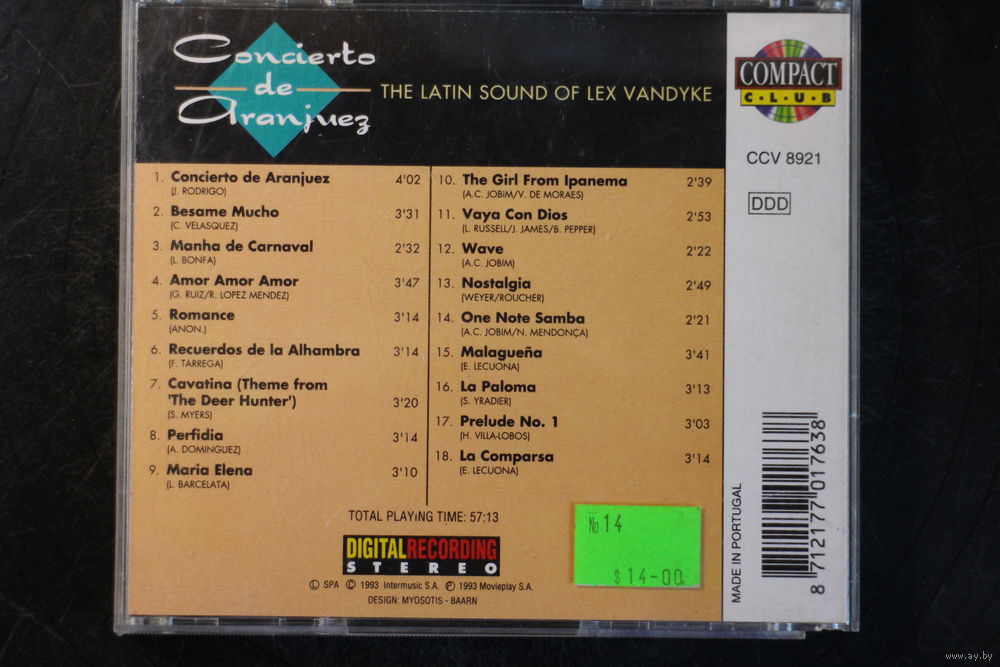 Concierto
de
Aranjuez
THE LATIN SOUND OF LEX VANDYKE
1. Concierto de Aranjuez 4'02
(J. RODRIGO)
2. Besame Mucho 3'31
(C. VELASQUEZ)
3. Manha de Carnaval 2'32
(L. BONFA)
4. Amor Amor Amor 3'47
(G. RUIZ/R. LOPEZ MENDEZ)
5. Romance 3'14
(ANON.)
6. Recuerdos de la Alhambra 3'14
(F. TARREGA)
7. Cavatina (Theme from
'The Deer Hunter') 3'20
(S. MYERS)
8. Perfidia 3'14
(A. DOMINGUEZ)
9. Maria Elena 3'10
(L. BARCELATA)
10. The Girl From Ipanema 2'39
(A.C. JOBIM/V. DE MORAES)
11. Vaya Con Dios 2'53
(L. RUSSELL/J. JAMES/B. PEPPER)
12. Wave 2'22
(A.C. JOBIM)
13. Nostalgia 2'49
(WEYER/ROUCHER)
14. One Note Samba 2'21
(A.C. JOBIM/N. MENDONÇA)
15. Malagueña 3'41
(E. LECUONA)
16. La Paloma 3'13
(S. YRADIER)
17. Prelude No. 1 3'03
(H. VILLA-LOBOS)
18. La Comparsa 3'14
(E. LECUONA)
TOTAL PLAYiNG TIME: 57:13
DIGITAL RECORDING
STEREO
Ⓛ SPA © 1993 Intermusic S.A. ℗ 1993 Movieplay S.A.
DESIGN: MYOSOTIS - BAARN
№ 14
$14-00
COMPACT
C·L·U·B
CCV 8921
DDD
MADE IN PORTUGAL
8 712177 017638
www.ay.by